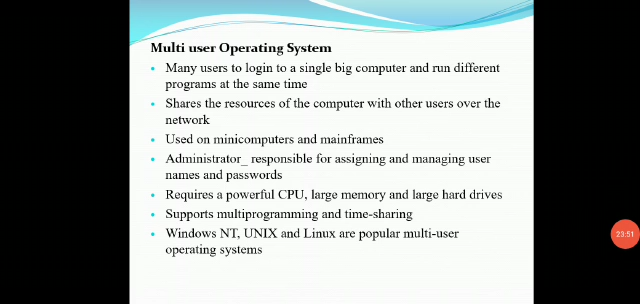 Multi user Operating System
• Many users to login to a single big computer and run different
programs at the same time
• Shares the resources of the computer with other users over the
network
• Used on minicomputers and mainframes
• Administrator_ responsible for assigning and managing user
names and passwords
• Requires a powerful CPU, large memory and large hard drives
• Supports multiprogramming and time-sharing
• Windows NT, UNIX and Linux are popular multi-user
operating systems
23:51